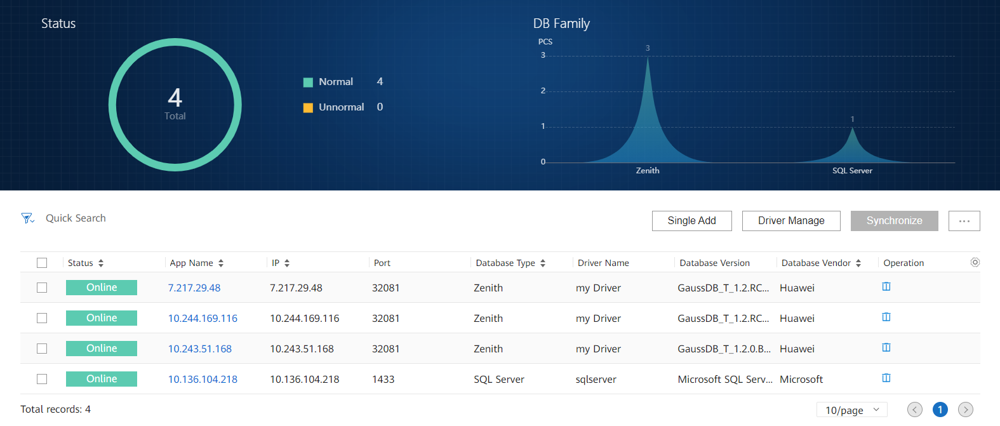 Status
4
Total
Normal 4
Unnormal 0
DB Family
PCS
3
2
1
0
3
1
Zenith SQL Server
Quick Search
Single Add Driver Manage Synchronize ...
Status App Name IP Port Database Type Driver Name Database Version Database Vendor Operation
Online 7.217.29.48 7.217.29.48 32081 Zenith my Driver GaussDB_T_1.2.RC... Huawei
Online 10.244.169.116 10.244.169.116 32081 Zenith my Driver GaussDB_T_1.2.RC... Huawei
Online 10.243.51.168 10.243.51.168 32081 Zenith my Driver GaussDB_T_1.2.0.B... Huawei
Online 10.136.104.218 10.136.104.218 1433 SQL Server sqlserver Microsoft SQL Serv... Microsoft
Total records: 4 10/page 1